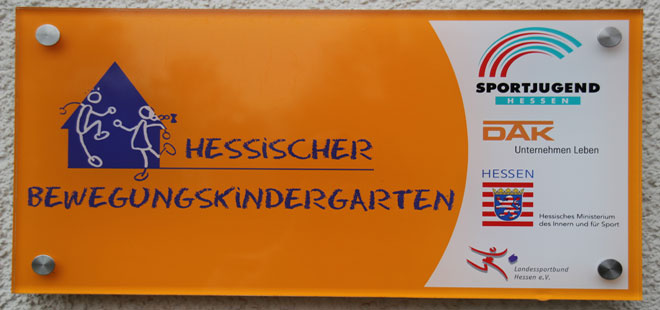 HESSISCHER
BEWEGUNGSKINDERGARTEN
SPORTJUGEND
HESSEN
DAK
Unternehmen Leben
HESSEN
Hessisches Ministerium
des Innern und für Sport
Landessportbund
Hessen e.V.